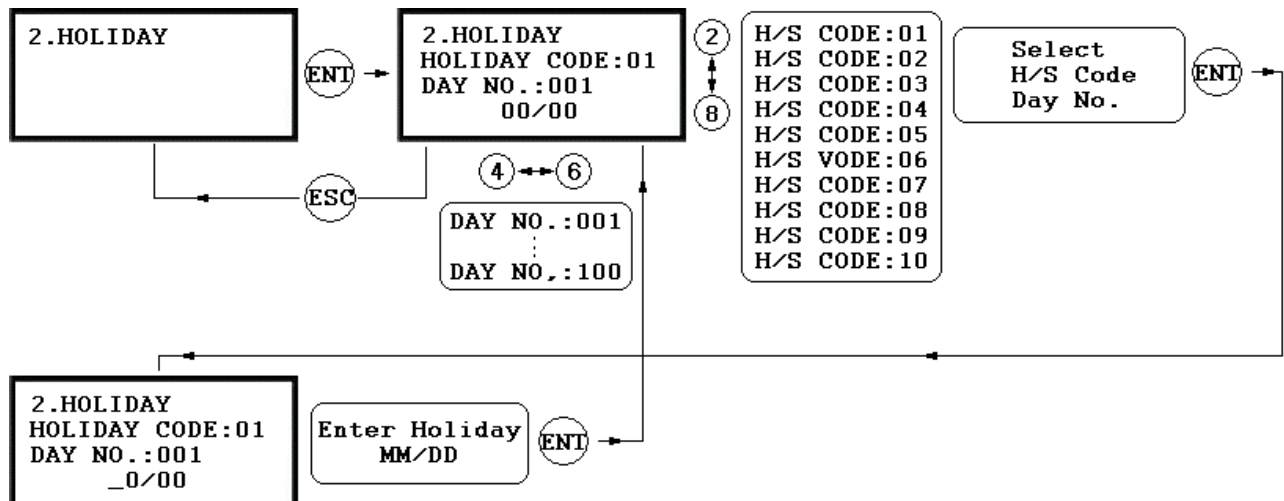 2.HOLIDAY
ENT
2.HOLIDAY
HOLIDAY CODE:01
DAY NO.:001
00/00
2
8
H/S CODE:01
H/S CODE:02
H/S CODE:03
H/S CODE:04
H/S CODE:05
H/S VODE:06
H/S CODE:07
H/S CODE:08
H/S CODE:09
H/S CODE:10
Select
H/S Code
Day No.
ENT
ESC
4
6
DAY NO.:001
DAY NO,:100
2.HOLIDAY
HOLIDAY CODE:01
DAY NO.:001
_0/00
Enter Holiday
MM/DD
ENT